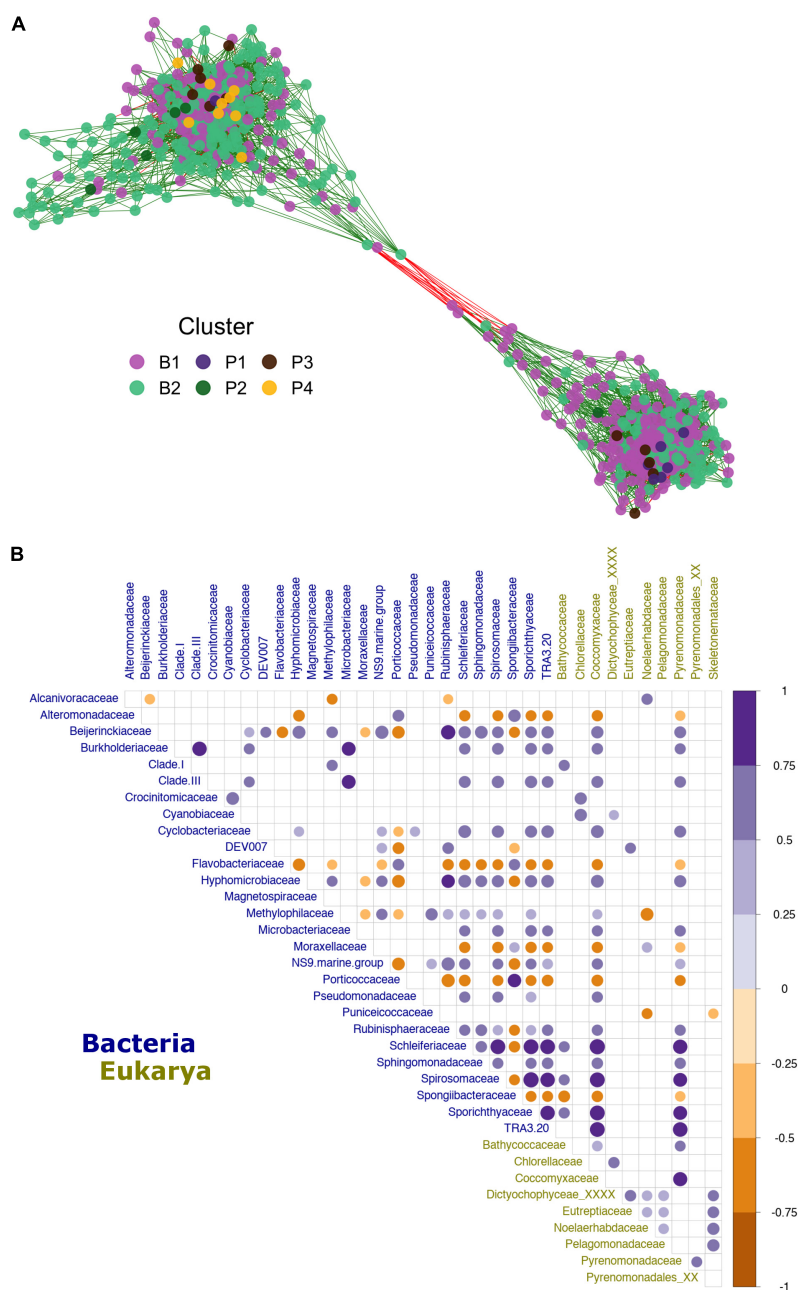 A
Cluster
B1 P1 P3
B2 P2 P4
B
Alteromonadaceae
Beijerinckiaceae
Burkholderiaceae
Clade.I
Clade.III
Crocinitomicaceae
Cyanobiaceae
Cyclobacteriaceae
DEV007
Flavobacteriaceae
Hyphomicrobiaceae
Magnetospiraceae
Methylophilaceae
Microbacteriaceae
Moraxellaceae
NS9.marine.group
Porticoccaceae
Pseudomonadaceae
Puniceicoccaceae
Rubinisphaeraceae
Schleiferiaceae
Sphingomonadaceae
Spirosomaceae
Spongiibacteraceae
Sporichthyaceae
TRA3.20
Bathycoccaceae
Chlorellaceae
Coccomyxaceae
Dictyochophyceae_XXXX
Eutreptiaceae
Noelaerhabdaceae
Pelagomonadaceae
Pyrenomonadaceae
Pyrenomonadales_XX
Skeletonemataceae
Alcanivoracaceae
Alteromonadaceae
Beijerinckiaceae
Burkholderiaceae
Clade.I
Clade.III
Crocinitomicaceae
Cyanobiaceae
Cyclobacteriaceae
DEV007
Flavobacteriaceae
Hyphomicrobiaceae
Magnetospiraceae
Methylophilaceae
Microbacteriaceae
Moraxellaceae
NS9.marine.group
Porticoccaceae
Pseudomonadaceae
Puniceicoccaceae
Rubinisphaeraceae
Schleiferiaceae
Sphingomonadaceae
Spirosomaceae
Spongiibacteraceae
Sporichthyaceae
TRA3.20
Bathycoccaceae
Chlorellaceae
Coccomyxaceae
Dictyochophyceae_XXXX
Eutreptiaceae
Noelaerhabdaceae
Pelagomonadaceae
Pyrenomonadaceae
Pyrenomonadales_XX
Bacteria
Eukarya
1
0.75
0.5
0.25
0
-0.25
-0.5
-0.75
-1